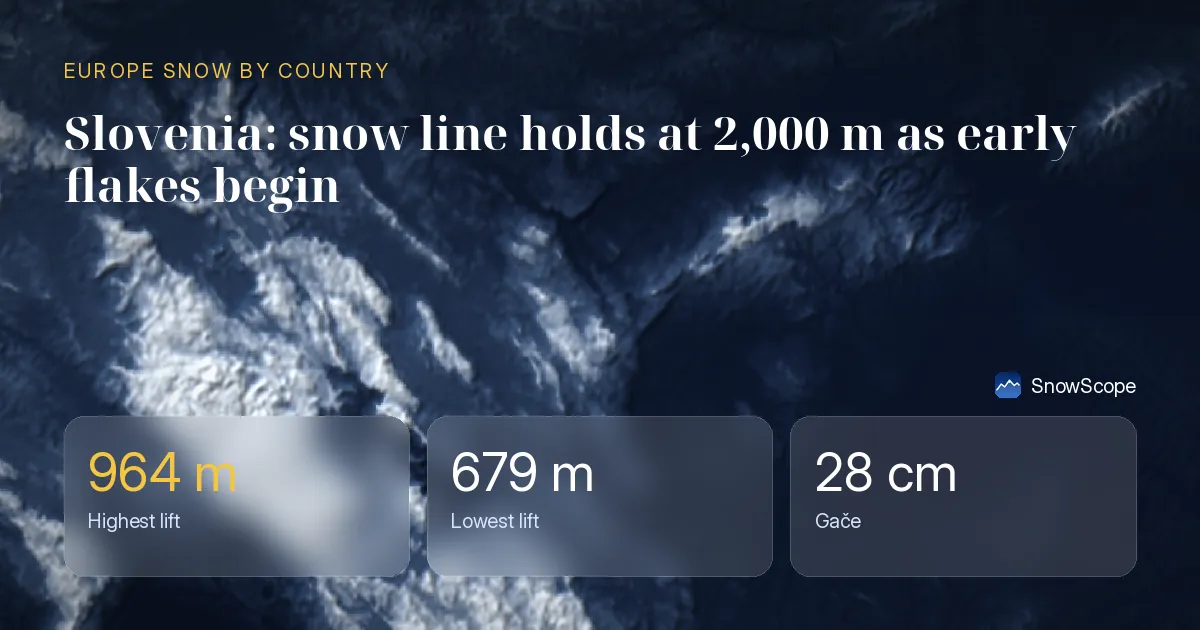 EUROPE SNOW BY COUNTRY
Slovenia: snow line holds at 2,000 m as early
flakes begin
SnowScope
964 m
Highest lift
679 m
Lowest lift
28 cm
Gače